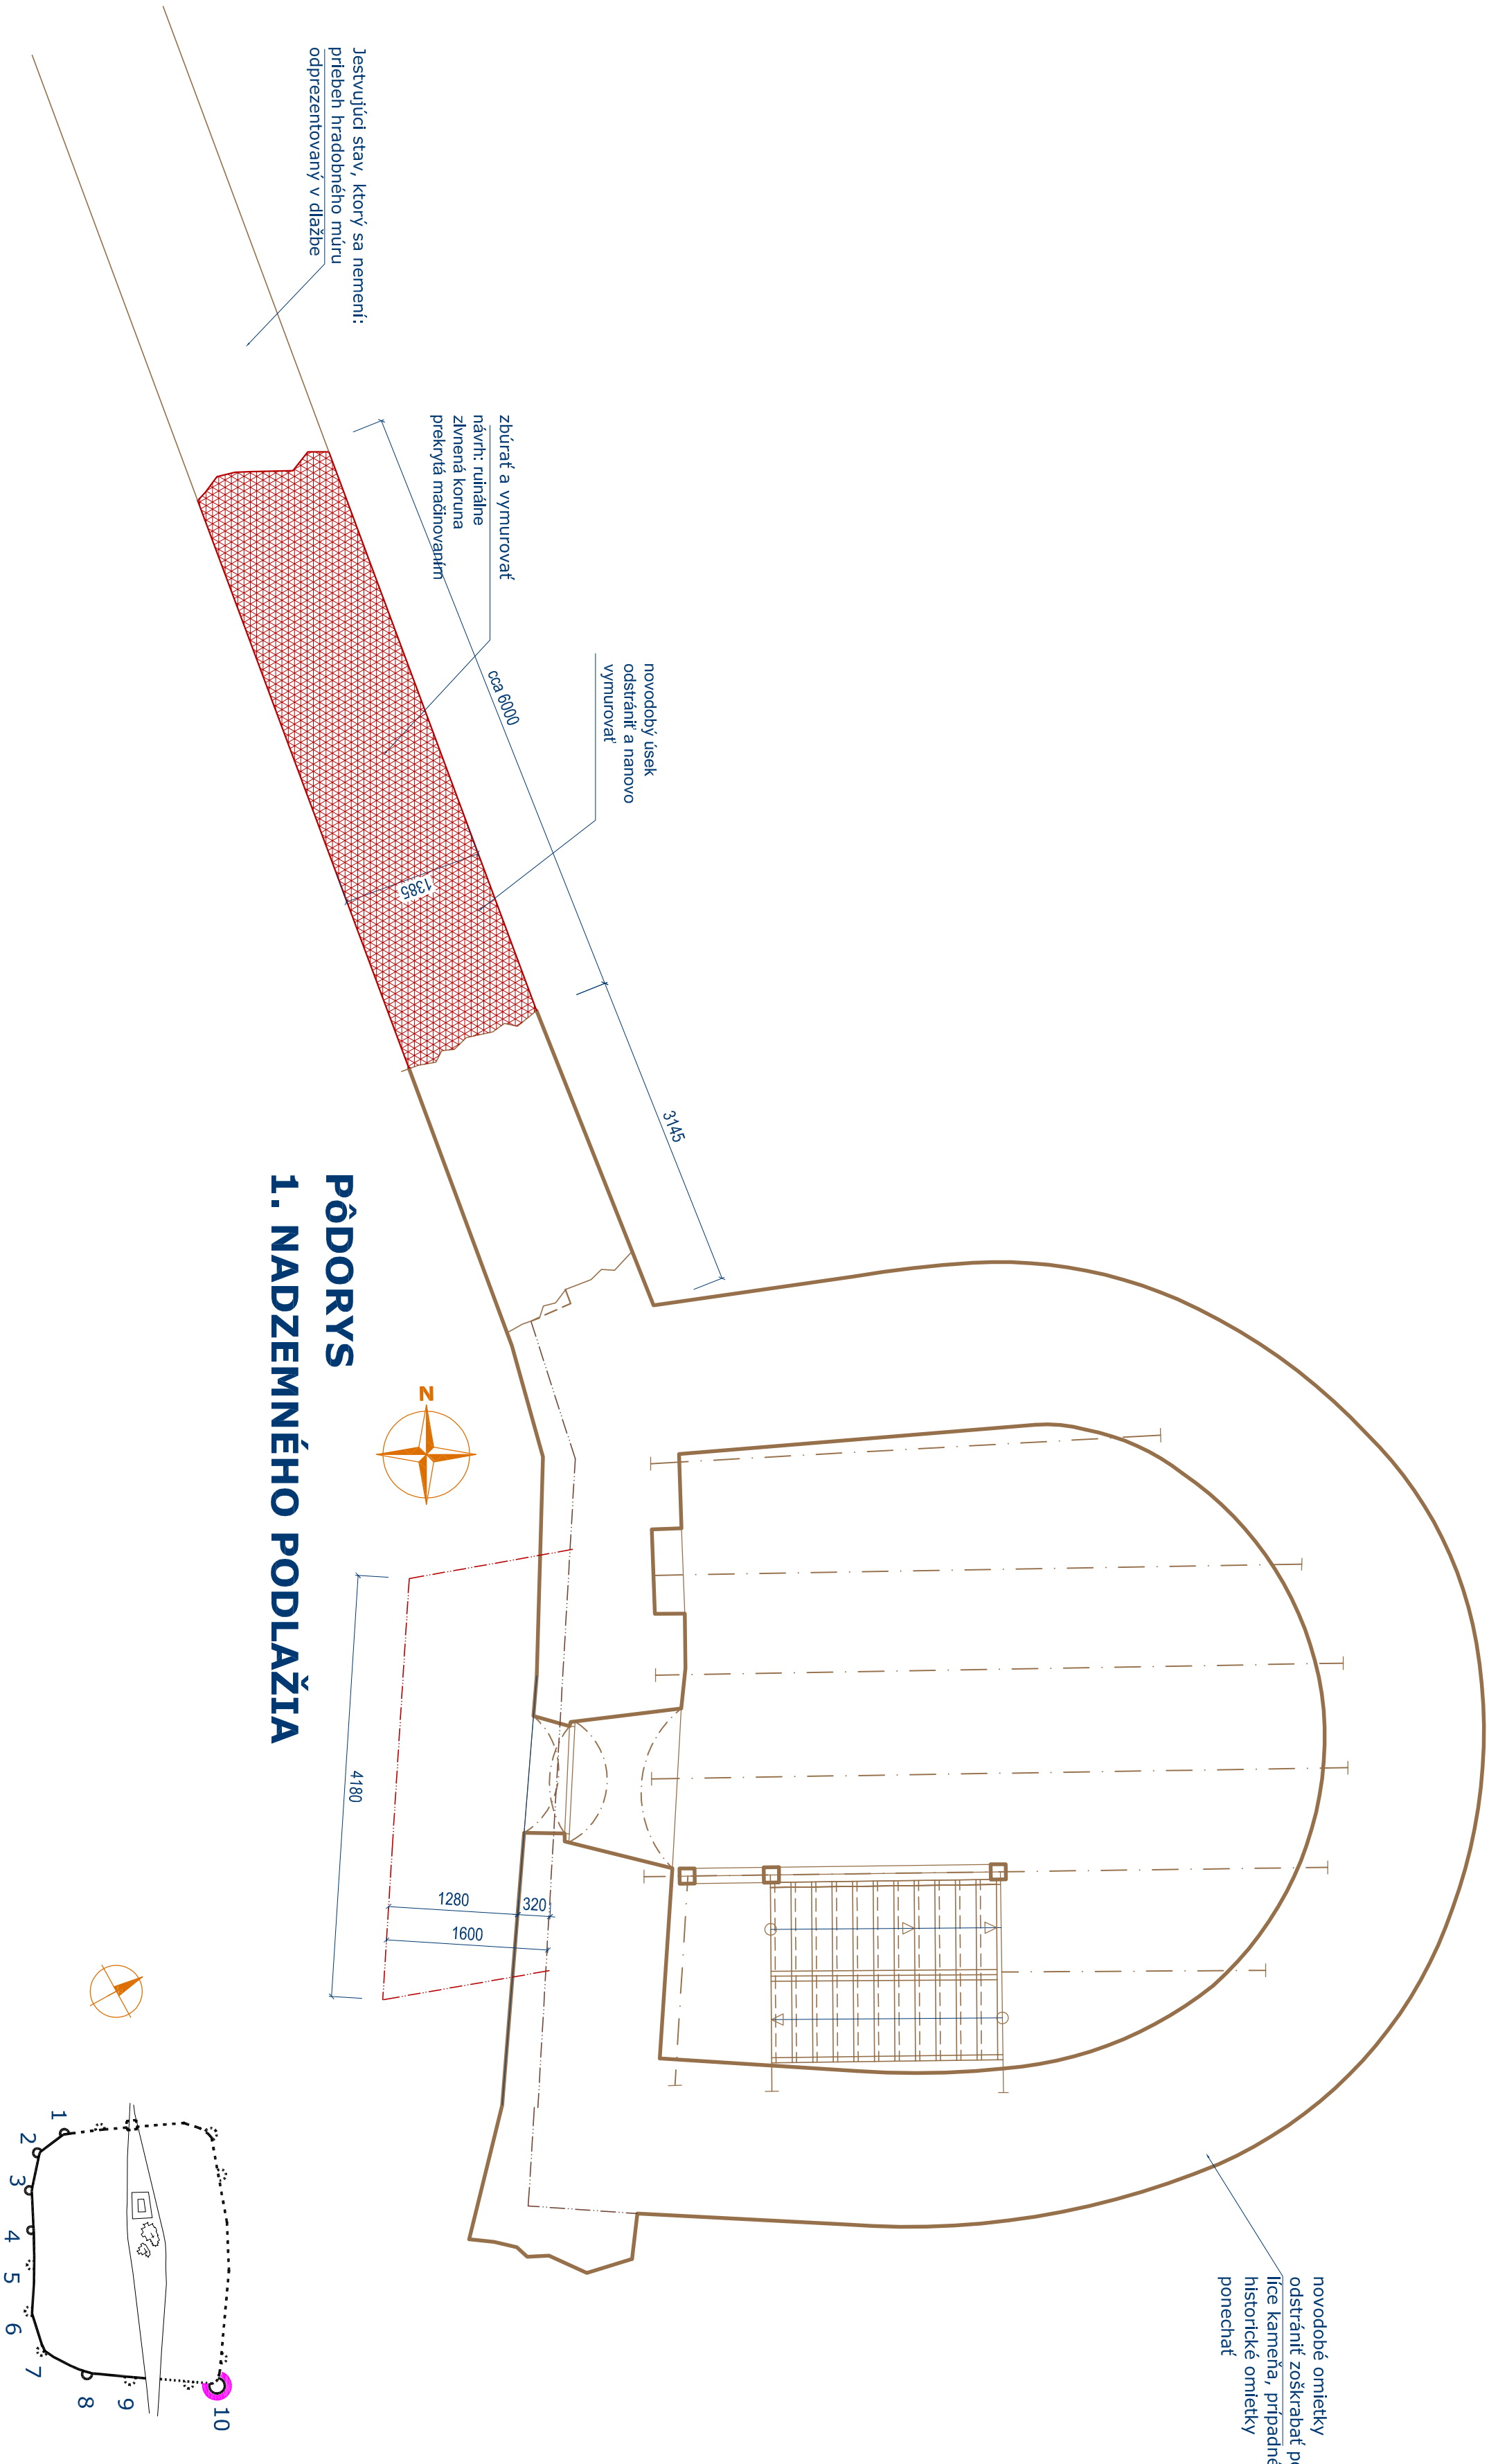 Jestvujúci stav, ktorý sa nemení:
priebeh hradobného múru
odprezentovaný v dlažbe
zbúrať a vymurovať
návrh: ruinálne
zlvnená koruna
prekrytá mačinovaním
cca 6000
novodobý úsek
odstrániť a nanovo
vymurovať
1385
3145
PôDORYS
1. NADZEMNÉHO PODLAŽIA
N
4180
1280
320
1600
novodobé omietky
odstrániť zoškrabať
líce kameňa, prípadné
historické omietky
ponechať
1
2
3
4
5
6
7
8
9
10